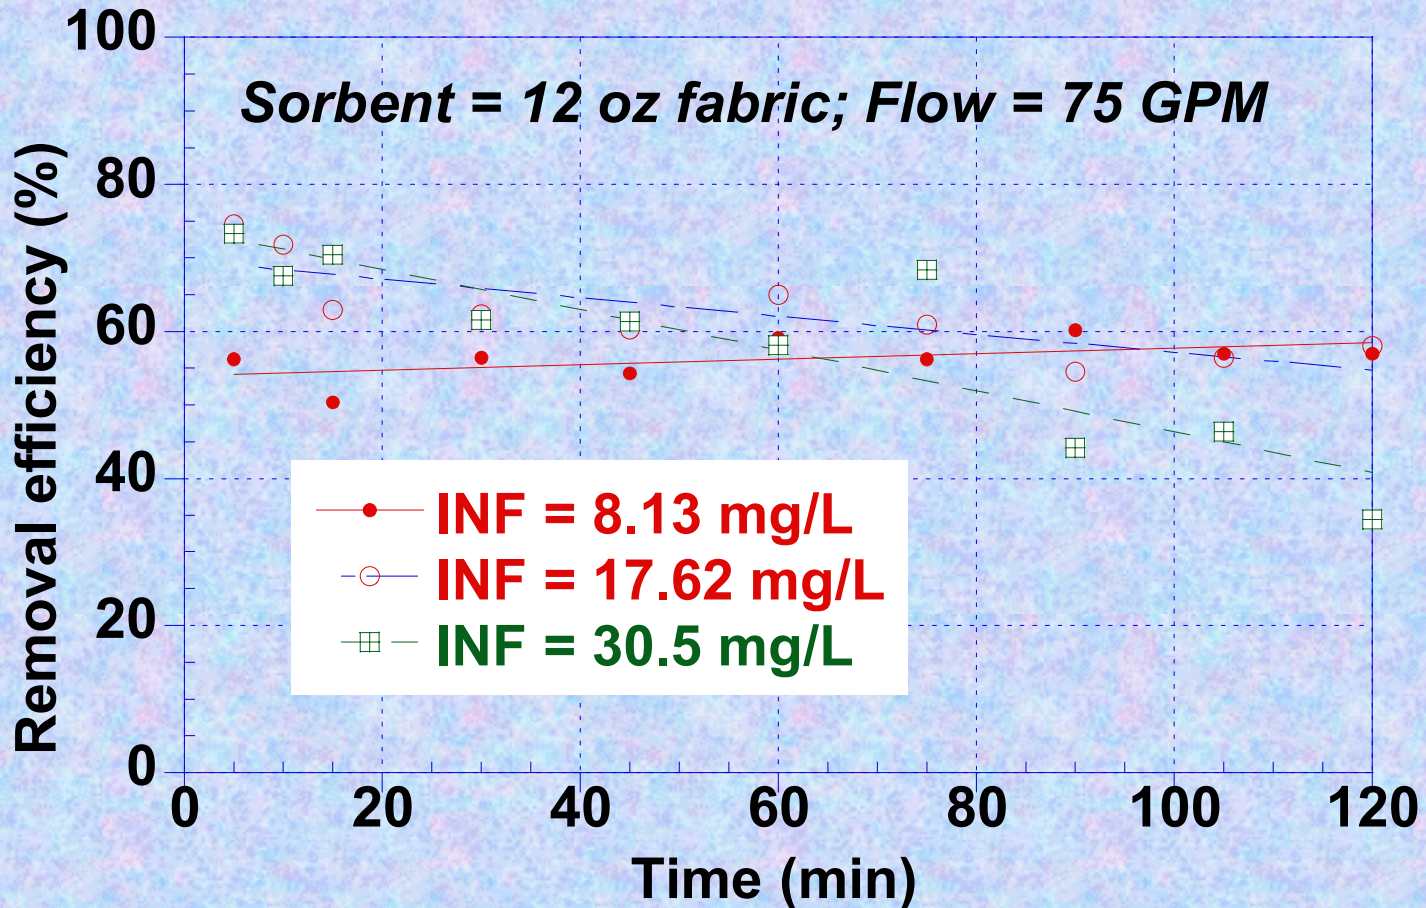 Sorbent = 12 oz fabric; Flow = 75 GPM
Removal efficiency (%)
100
80
60
40
20
0
INF = 8.13 mg/L
INF = 17.62 mg/L
INF = 30.5 mg/L
0 20 40 60 80 100 120
Time (min)